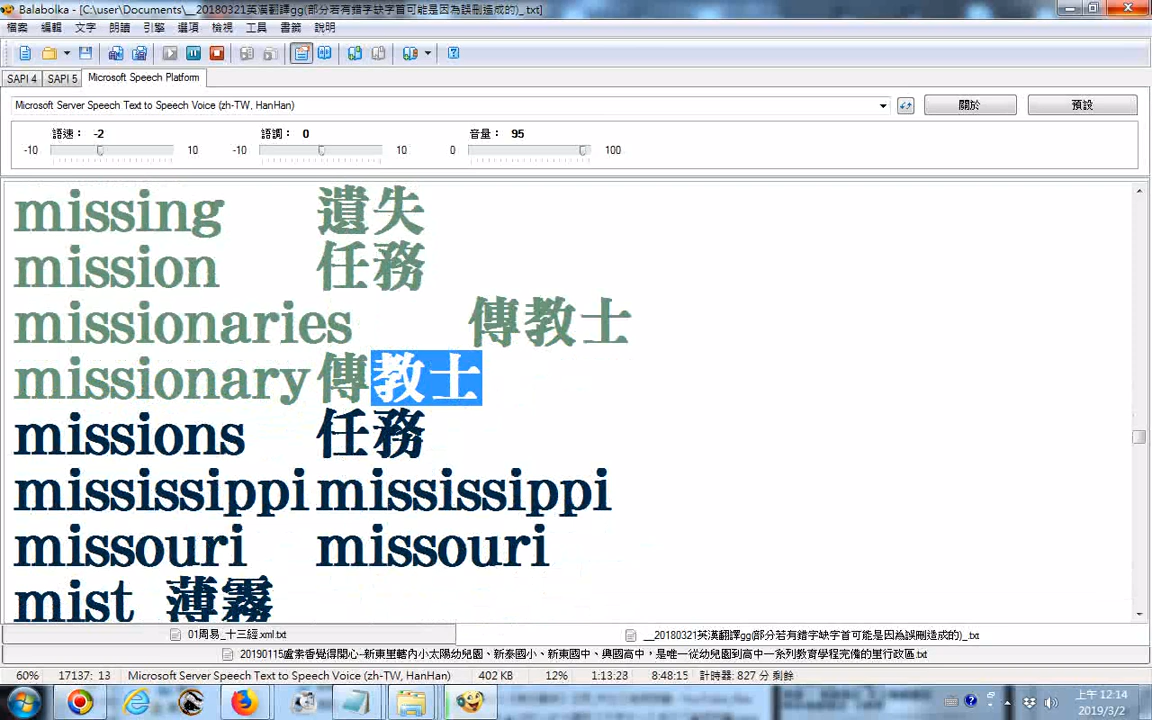 Balabolka - [C:\user\Documents\__20180321英漢翻譯gg(部分若有錯字缺字首可能是因為誤刪造成的)_.txt]
檔案 編輯 文字 朗讀 引擎 選項 檢視 工具 書籤 說明
SAPI 4 SAPI 5 Microsoft Speech Platform
Microsoft Server Speech Text to Speech Voice (zh-TW, HanHan) 關於 預設
語速： -2 語調： 0 音量： 95
-10 10 -10 10 0 100
missing 遺失
mission 任務
missionaries 傳教士
missionary 傳教士
missions 任務
mississippi mississippi
missouri missouri
mist 薄霧
01周易_十三經.xml.txt __20180321英漢翻譯gg(部分若有錯字缺字首可能是因為誤刪造成的)_.txt
20190115盧素香覺得開心-新東里轄內小太陽幼兒園、新泰國小、新東國中、興國高中，是唯一從幼兒園到高中一系列教育學程完備的里行政區.txt
60% 17137: 13 Microsoft Server Speech Text to Speech Voice (zh-TW, HanHan) 402 KB 12% 1:13:28 8:48:15 計時器: 827 分 剩餘
上午 12:14
2019/3/2